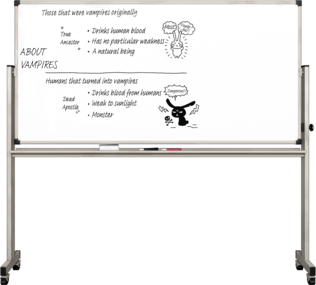 Those that were vampires originally
"True Ancestor"
• Drinks human blood
• Has no particular weakness
• A natural being
ABOUT VAMPIRES
Humans that turned into vampires
"Dead Apostle"
• Drinks blood from humans
• Weak to sunlight
• Monster